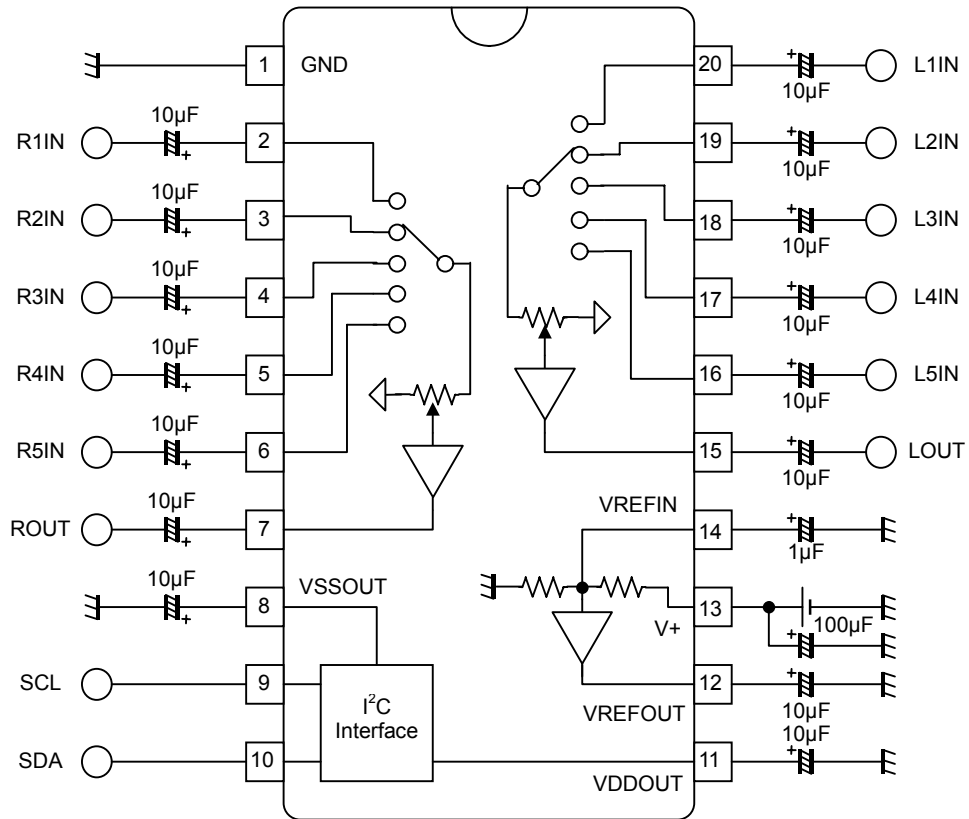 1 GND 20 + L1IN
10µF
10µF
R1IN + 2 19 + L2IN
10µF
10µF
R2IN + 3 18 + L3IN
10µF
10µF
R3IN + 4 17 + L4IN
10µF
10µF
R4IN + 5 16 + L5IN
10µF
10µF
R5IN + 6 15 + LOUT
10µF
10µF
VREFIN
ROUT + 7 14 +
1µF
10µF
VSSOUT
+ 8 13
V+ 100µF
+
SCL 9 12 +
I²C
Interface
VREFOUT 10µF
10µF
SDA 10 11 +
VDDOUT